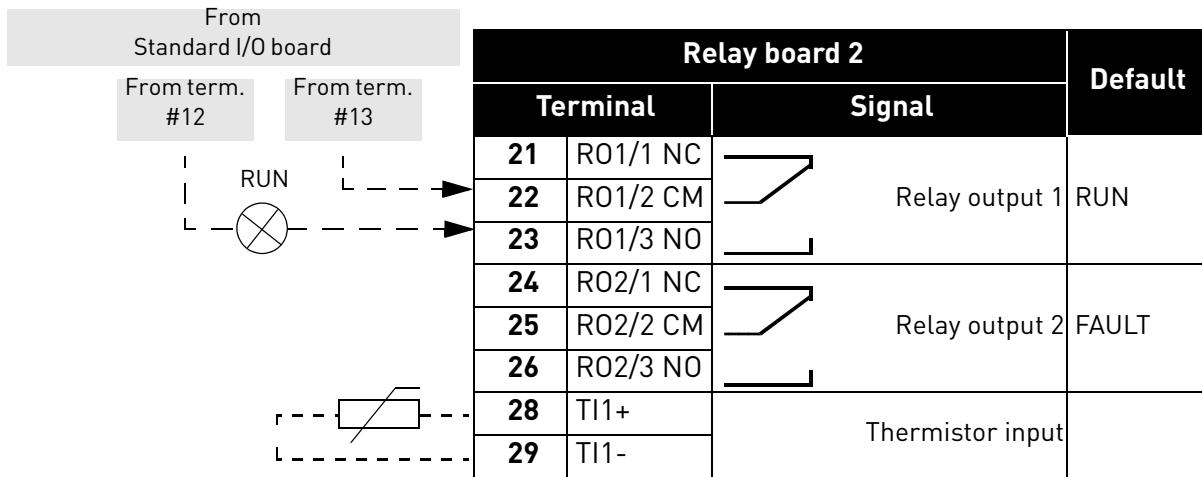 From
Standard I/O board
From term.
#12
From term.
#13
RUN
Relay board 2
Default
Terminal
Signal
21 RO1/1 NC
22 RO1/2 CM
23 RO1/3 NO
Relay output 1
RUN
24 RO2/1 NC
25 RO2/2 CM
26 RO2/3 NO
Relay output 2
FAULT
28 TI1+
29 TI1-
Thermistor input